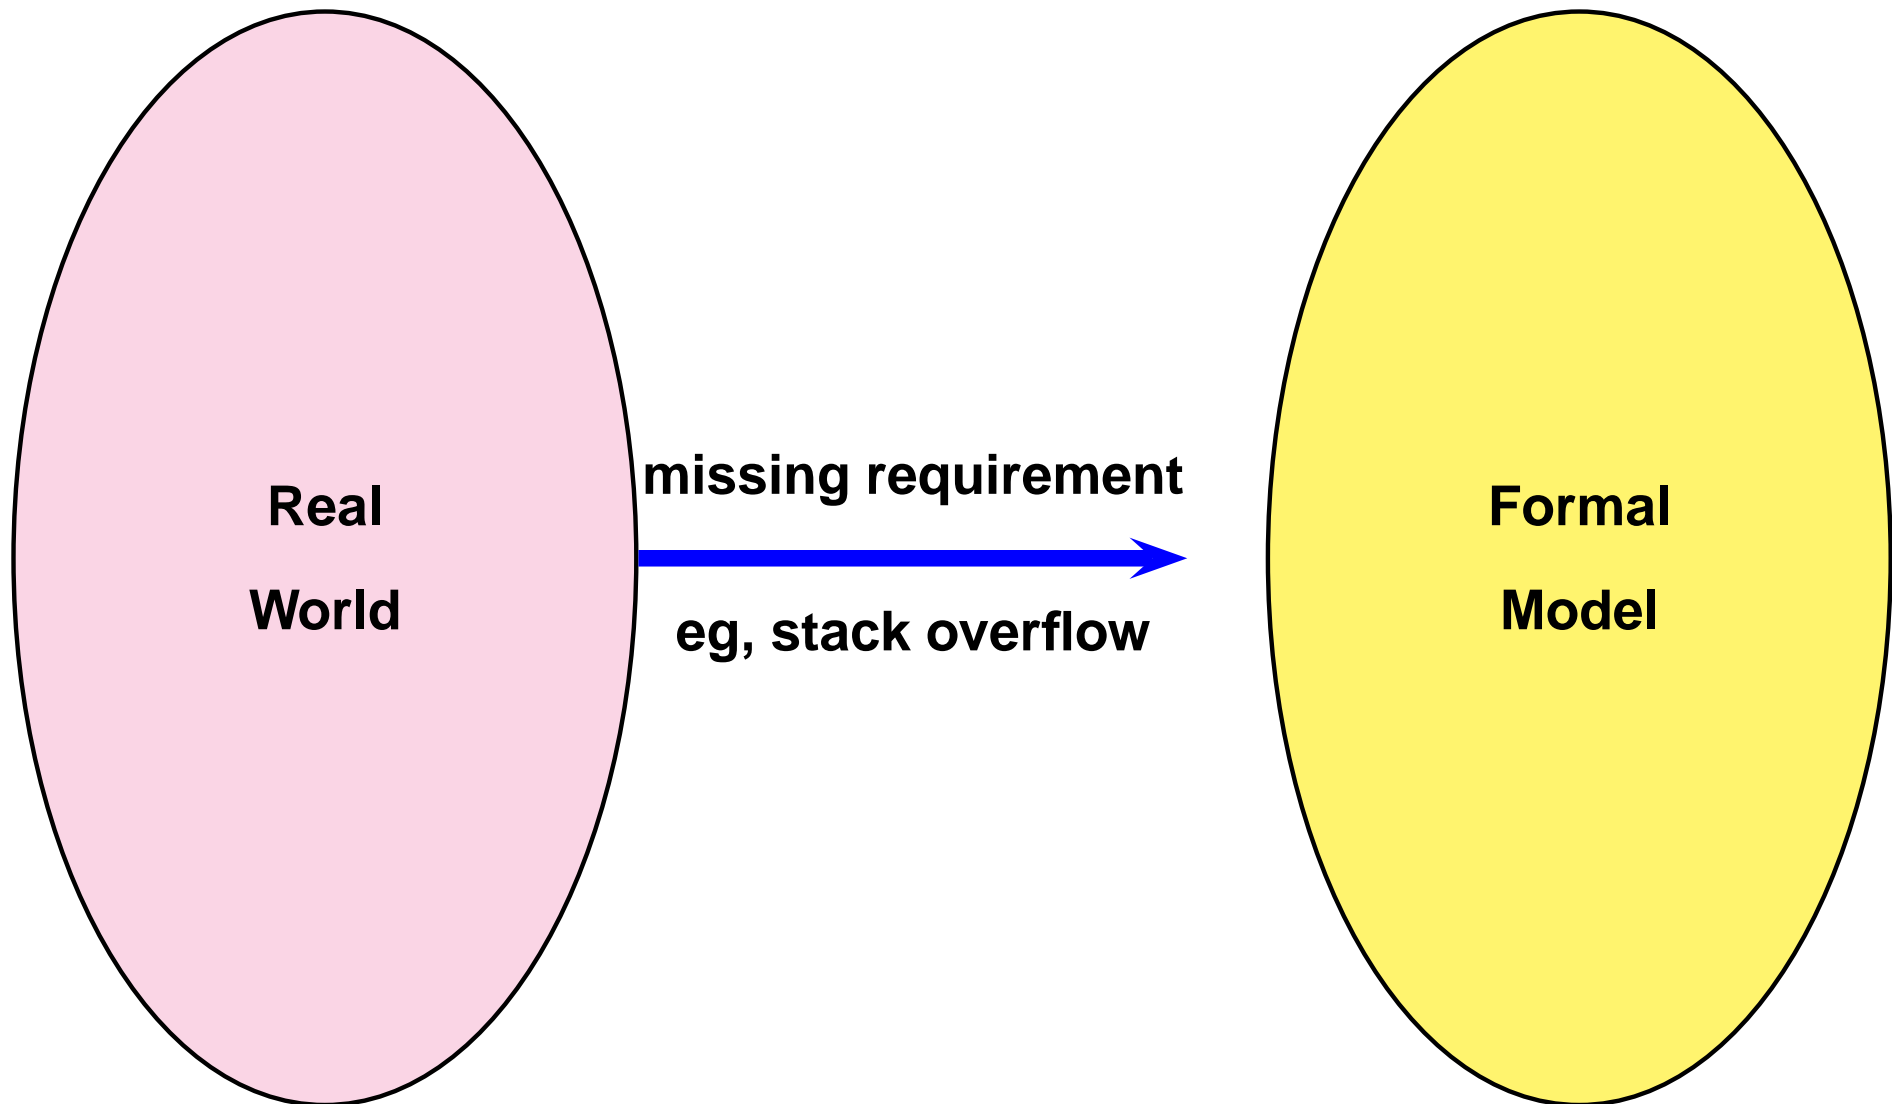 Real
World
missing requirement
eg, stack overflow
Formal
Model